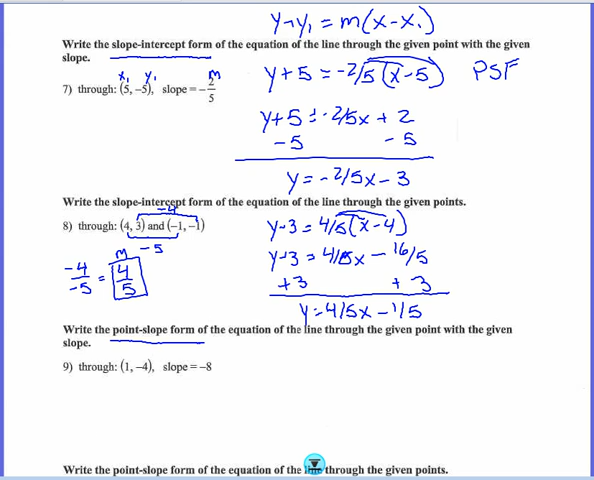 y-y₁ = m(x-x₁)
Write the slope-intercept form of the equation of the line through the given point with the given
slope.
x₁ y₁ m
y+5 = -2/5(x-5) PSF
7) through: (5, −5), slope = −2/5
y+5 = -2/5x + 2
-5 -5
y = -2/5x - 3
Write the slope-intercept form of the equation of the line through the given points.
-4
8) through: (4, 3) and (−1, −1)
y-3 = 4/5(x-4)
-5
m
-4/-5 = 4/5
y-3 = 4/5x - 16/5
+3 +3
y = 4/5x - 1/5
Write the point-slope form of the equation of the line through the given point with the given
slope.
9) through: (1, −4), slope = −8
Write the point-slope form of the equation of the line through the given points.